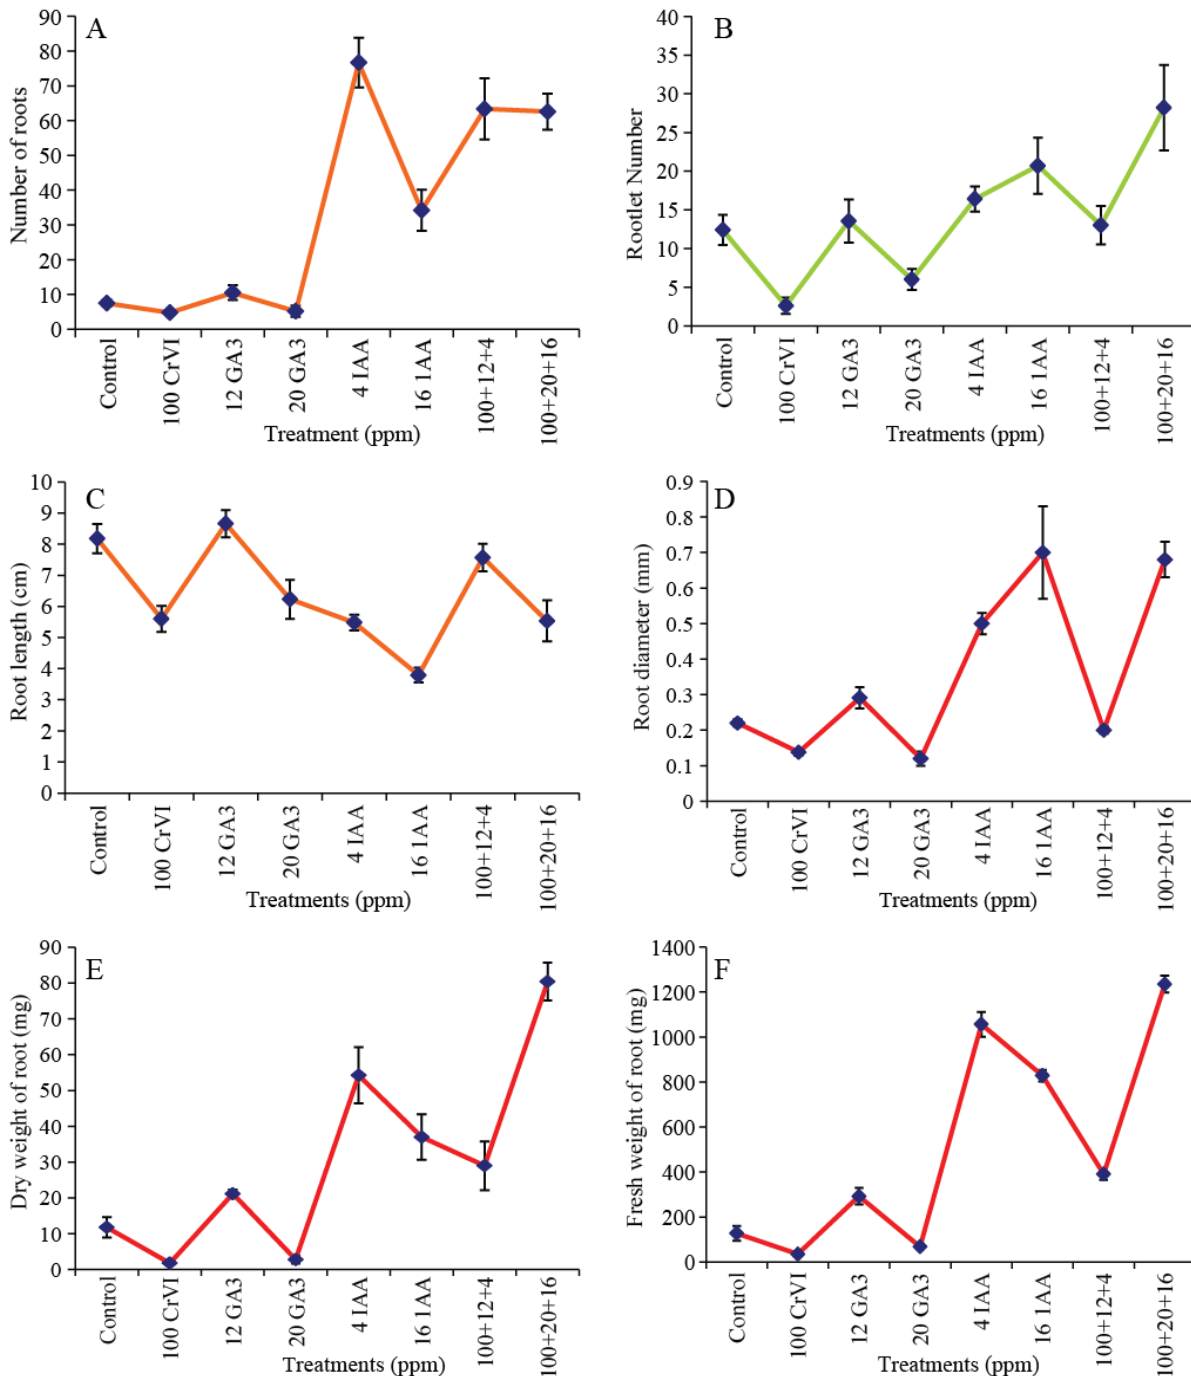 A
Number of roots
90
80
70
60
50
40
30
20
10
0
Control
100 CrVI
12 GA3
20 GA3
4 IAA
16 1AA
100+12+4
100+20+16
Treatment (ppm)
B
Rootlet Number
40
35
30
25
20
15
10
5
0
Control
100 CrVI
12 GA3
20 GA3
4 IAA
16 1AA
100+12+4
100+20+16
Treatments (ppm)
C
Root length (cm)
10
9
8
7
6
5
4
3
2
1
0
Control
100 CrVI
12 GA3
20 GA3
4 IAA
16 1AA
100+12+4
100+20+16
Treatments (ppm)
D
Root diameter (mm)
0.9
0.8
0.7
0.6
0.5
0.4
0.3
0.2
0.1
0
Control
100 CrVI
12 GA3
20 GA3
4 IAA
16 1AA
100+12+4
100+20+16
Treatments (ppm)
E
Dry weight of root (mg)
90
80
70
60
50
40
30
20
10
0
Control
100 CrVI
12 GA3
20 GA3
4 IAA
16 1AA
100+12+4
100+20+16
Treatments (ppm)
F
Fresh weight of root (mg)
1400
1200
1000
800
600
400
200
0
Control
100 CrVI
12 GA3
20 GA3
4 IAA
16 1AA
100+12+4
100+20+16
Treatments (ppm)